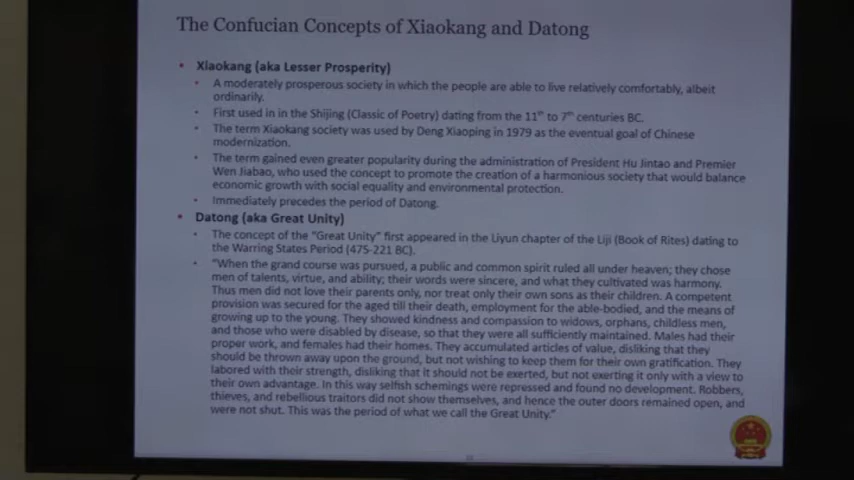 The Confucian Concepts of Xiaokang and Datong
• Xiaokang (aka Lesser Prosperity)
• A moderately prosperous society in which the people are able to live relatively comfortably, albeit
ordinarily.
• First used in in the Shijing (Classic of Poetry) dating from the 11th to 7th centuries BC.
• The term Xiaokang society was used by Deng Xiaoping in 1979 as the eventual goal of Chinese
modernization.
• The term gained even greater popularity during the administration of President Hu Jintao and Premier
Wen Jiabao, who used the concept to promote the creation of a harmonious society that would balance
economic growth with social equality and environmental protection.
• Immediately precedes the period of Datong.
• Datong (aka Great Unity)
• The concept of the “Great Unity” first appeared in the Liyun chapter of the Liji (Book of Rites) dating to
the Warring States Period (475-221 BC).
• “When the grand course was pursued, a public and common spirit ruled all under heaven; they chose
men of talents, virtue, and ability; their words were sincere, and what they cultivated was harmony.
Thus men did not love their parents only, nor treat only their own sons as their children. A competent
provision was secured for the aged till their death, employment for the able-bodied, and the means of
growing up to the young. They showed kindness and compassion to widows, orphans, childless men,
and those who were disabled by disease, so that they were all sufficiently maintained. Males had their
proper work, and females had their homes. They accumulated articles of value, disliking that they
should be thrown away upon the ground, but not wishing to keep them for their own gratification. They
labored with their strength, disliking that it should not be exerted, but not exerting it only with a view to
their own advantage. In this way selfish schemings were repressed and found no development. Robbers,
thieves, and rebellious traitors did not show themselves, and hence the outer doors remained open, and
were not shut. This was the period of what we call the Great Unity.”